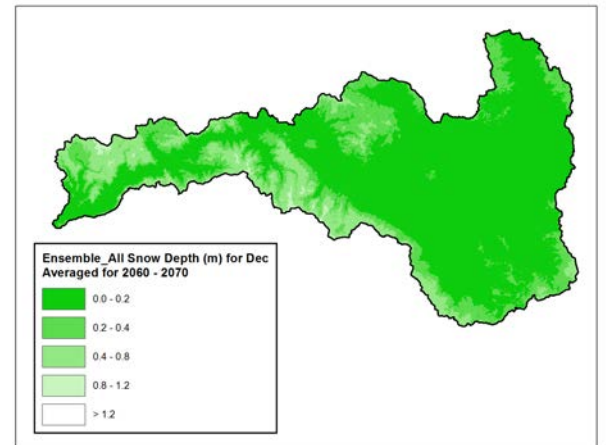 Ensemble_All Snow Depth (m) for Dec
Averaged for 2060 - 2070
0.0 - 0.2
0.2 - 0.4
0.4 - 0.8
0.8 - 1.2
> 1.2